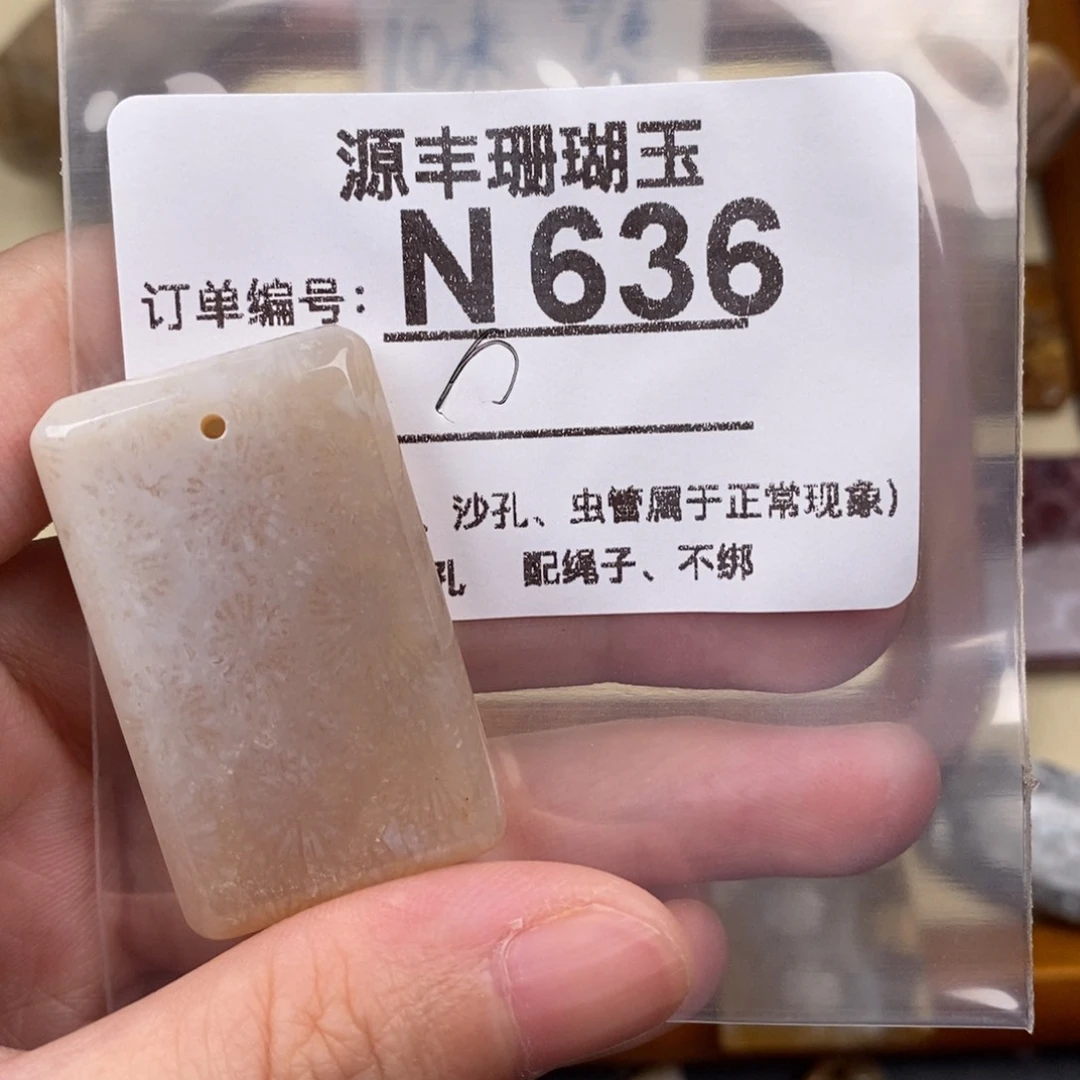 源丰珊瑚玉
订单编号: N636
、沙孔、虫管属于正常现象)
孔 配绳子、不绑